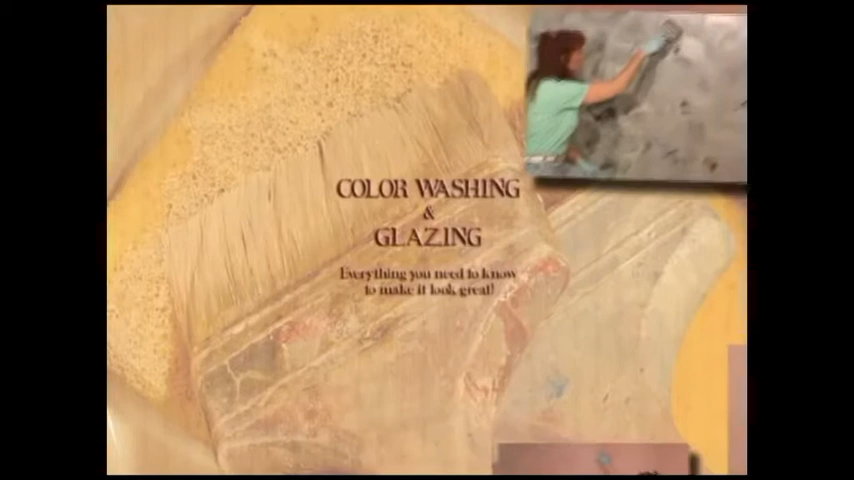 COLOR WASHING
&
GLAZING
Everything you need to know
to make it look great!